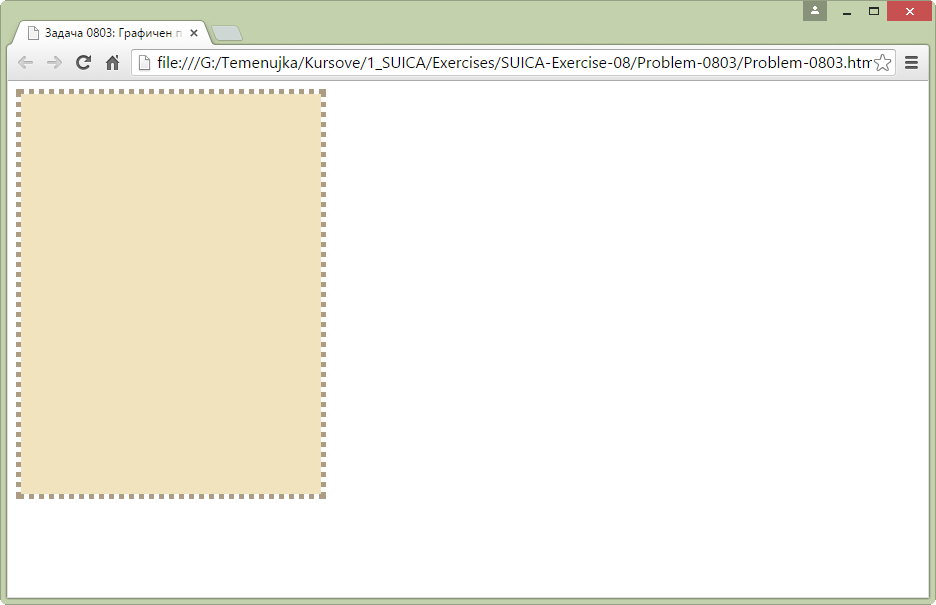 Задача 0803: Графичен п
file:///G:/Temenujka/Kursove/1_SUICA/Exercises/SUICA-Exercise-08/Problem-0803/Problem-0803.htm